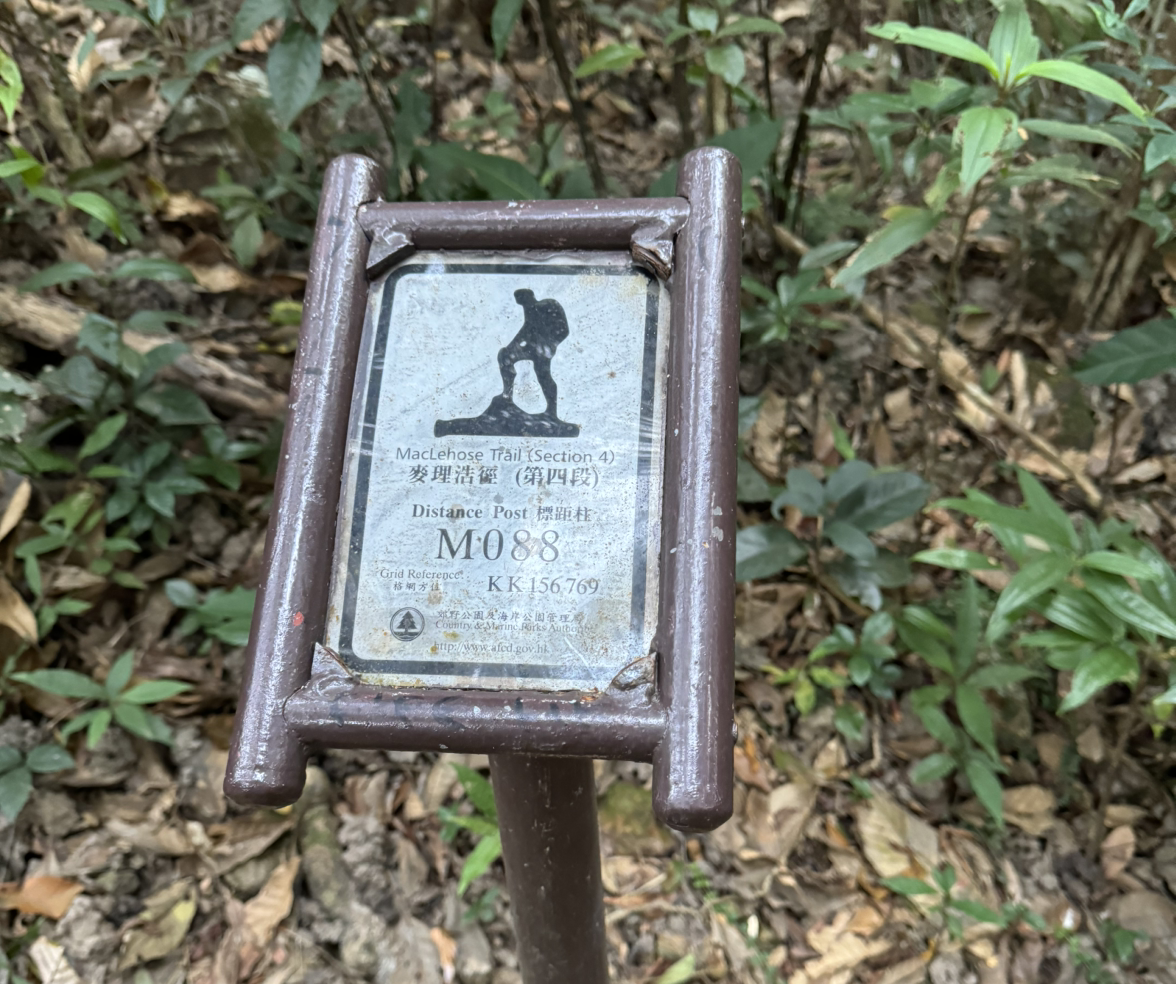 MacLehose Trail (Section 4)
麥理浩徑 (第四段)
Distance Post 標距柱
M088
Grid Reference
格網方位
KK 156 769
郊野公園及海岸公園管理局
Country & Marine Parks Authority
http://www.afcd.gov.hk